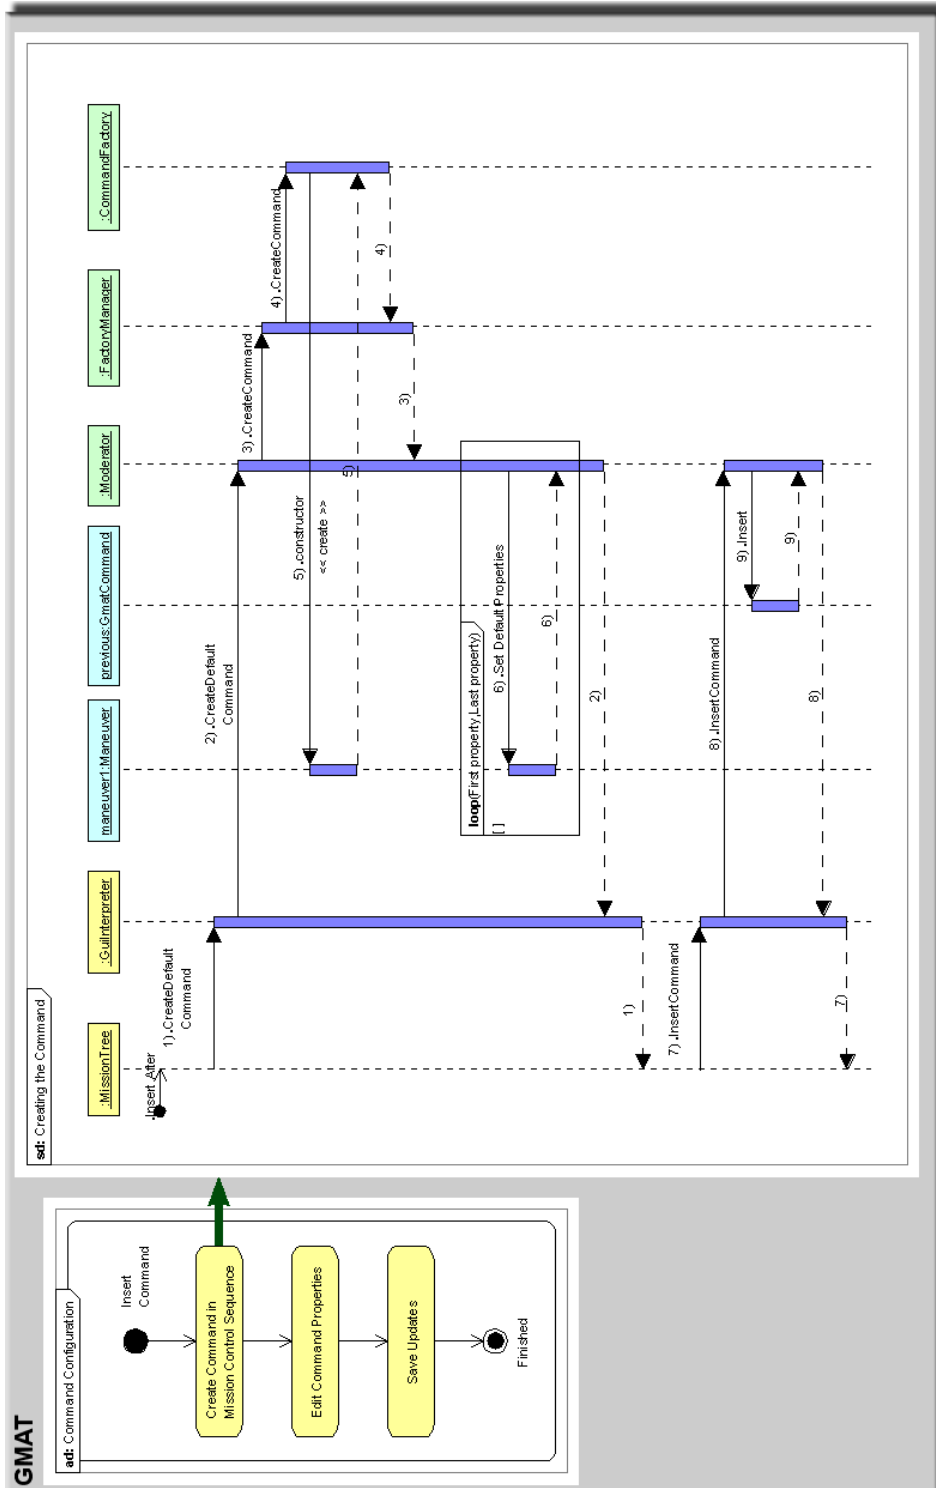 GMAT
ad: Command Configuration
Insert
Command
Create Command in
Mission Control Sequence
Edit Command Properties
Save Updates
Finished
sd: Creating the Command
:MissionTree
:GuiInterpreter
maneuver1:Maneuver
previous:GmatCommand
:Moderator
:FactoryManager
:CommandFactory
.Insert After
1).CreateDefault
Command
2).CreateDefault
Command
3).CreateCommand
4).CreateCommand
5).constructor
<< create >>
5)
4)
3)
loop(First property,Last property)
[ ]
6).Set Default Properties
6)
2)
1)
7).InsertCommand
8).InsertCommand
9).Insert
9)
8)
7)